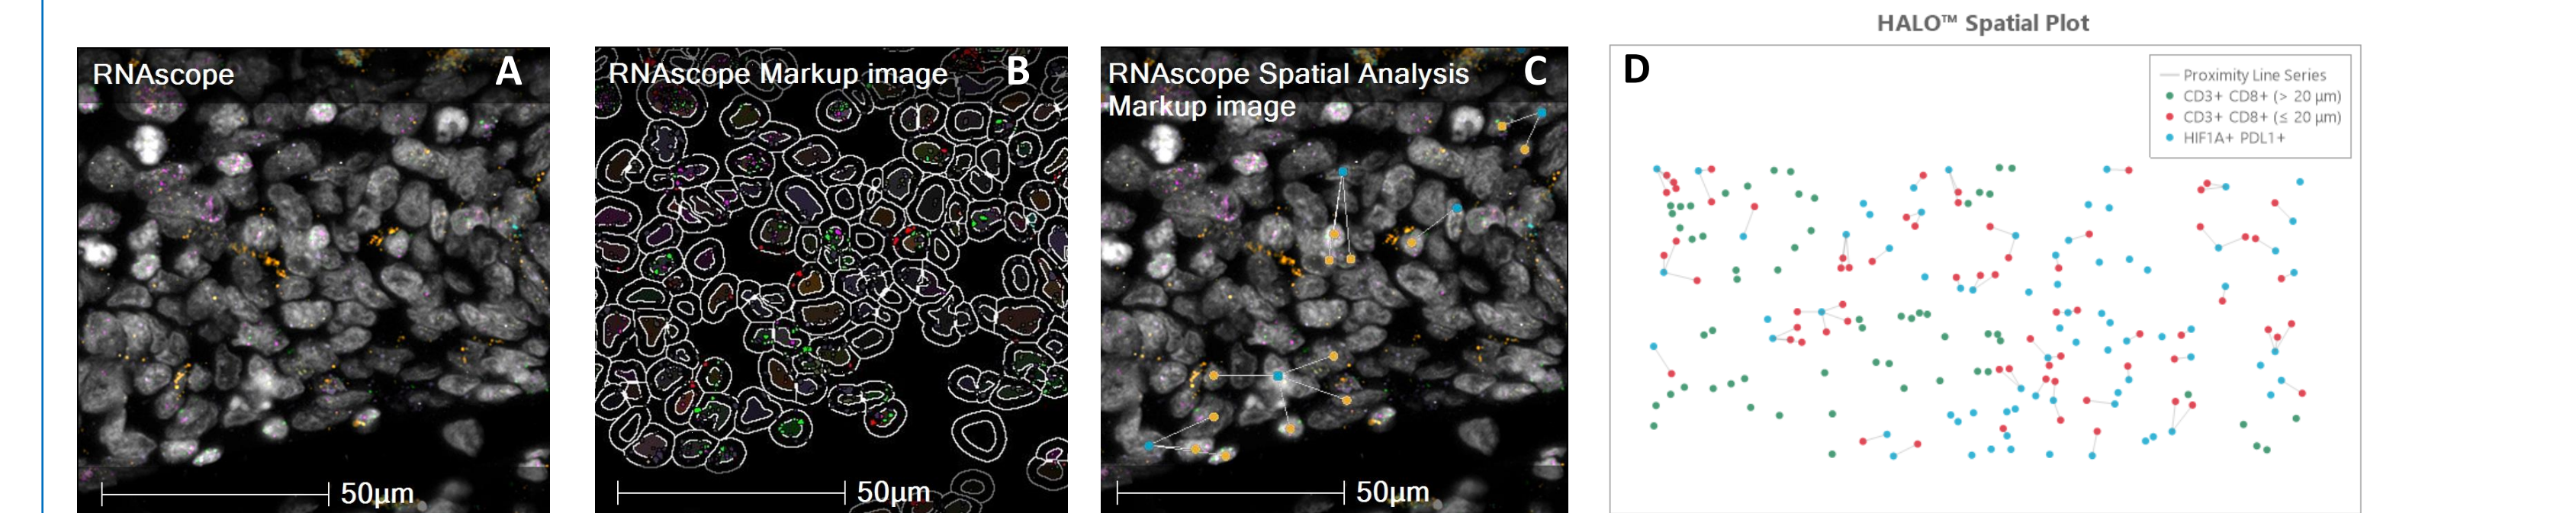 RNAscope
A
50µm
RNAscope Markup image
B
50µm
RNAscope Spatial Analysis
Markup image
C
50µm
HALO™ Spatial Plot
D
Proximity Line Series
CD3+ CD8+ (> 20 µm)
CD3+ CD8+ (≤ 20 µm)
HIF1A+ PDL1+